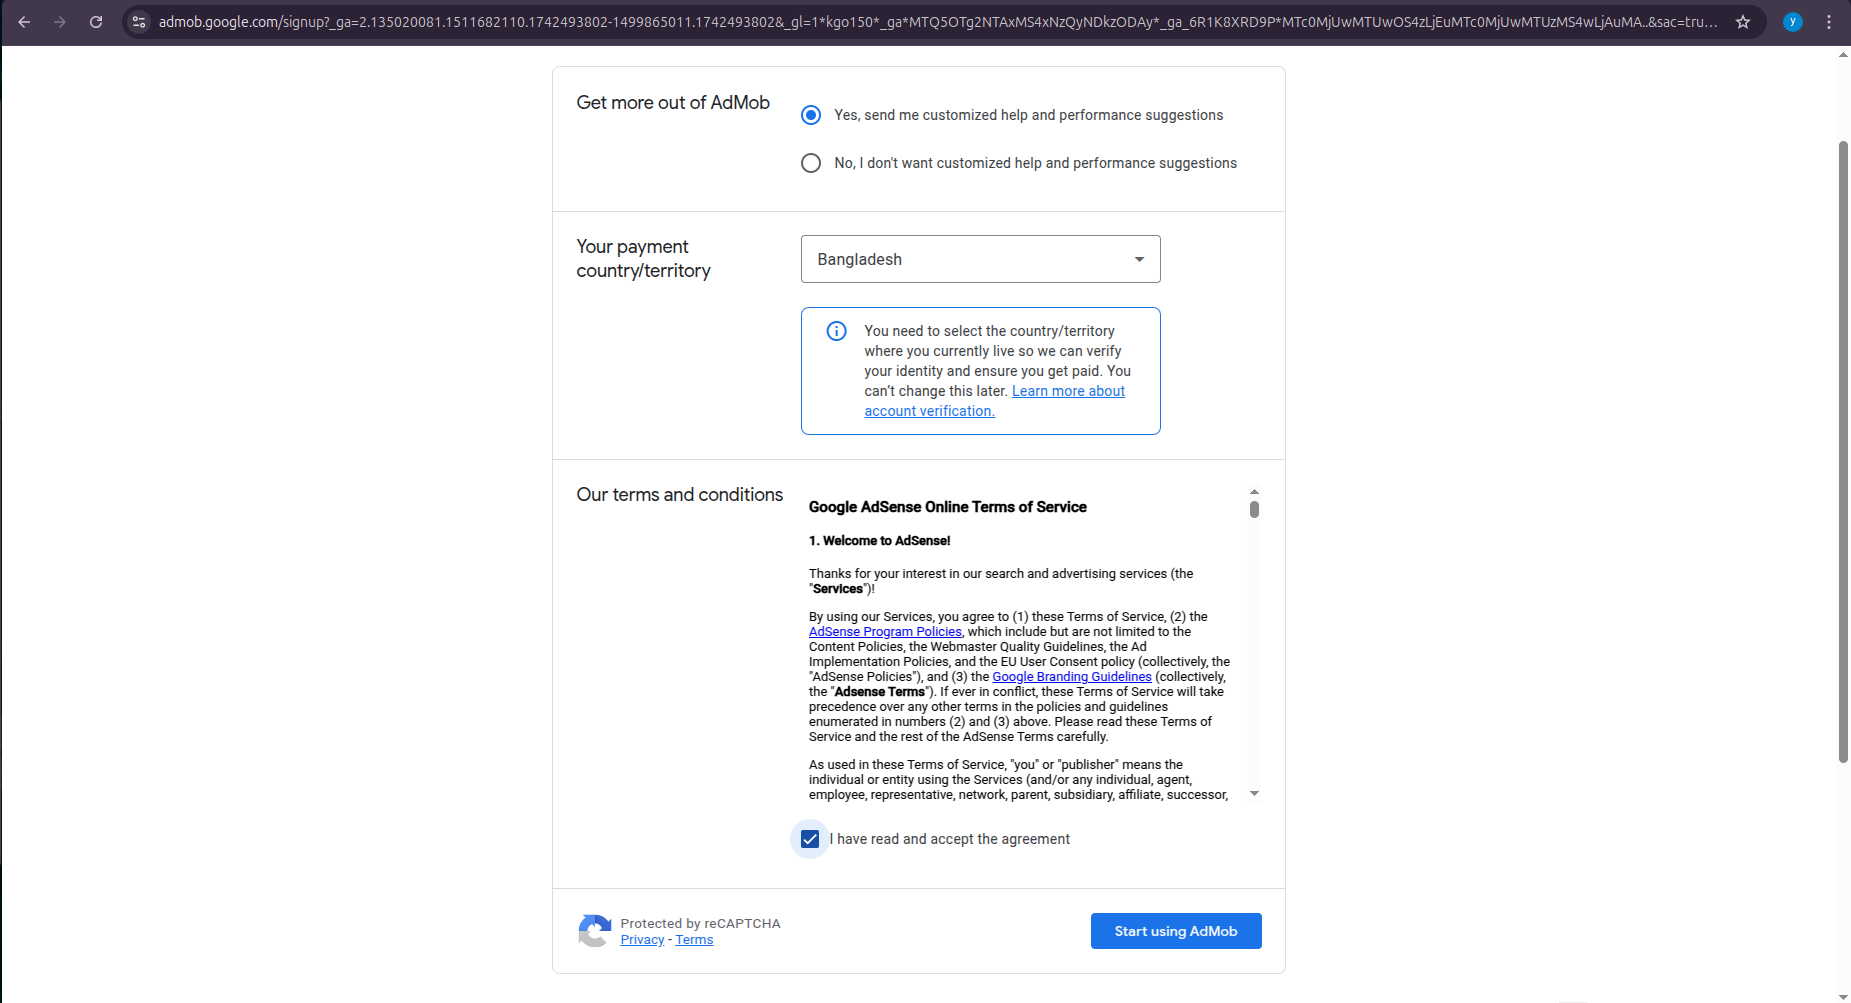 admob.google.com/signup?_ga=2.135020081.1511682110.1742493802-1499865011.1742493802&_gl=1*kgo150*_ga*MTQ5OTg2NTAxMS4xNzQyNDkzODAy*_ga_6R1K8XRD9P*MTc0MjUwMTUwOS4zLjEuMTc0MjUwMTUzMS4wLjAuMA..&sac=tru...
y
Get more out of AdMob
Yes, send me customized help and performance suggestions
No, I don't want customized help and performance suggestions
Your payment
country/territory
Bangladesh
You need to select the country/territory
where you currently live so we can verify
your identity and ensure you get paid. You
can't change this later. Learn more about
account verification.
Our terms and conditions
Google AdSense Online Terms of Service
1. Welcome to AdSense!
Thanks for your interest in our search and advertising services (the
"Services")!
By using our Services, you agree to (1) these Terms of Service, (2) the
AdSense Program Policies, which include but are not limited to the
Content Policies, the Webmaster Quality Guidelines, the Ad
Implementation Policies, and the EU User Consent policy (collectively, the
"AdSense Policies"), and (3) the Google Branding Guidelines (collectively,
the "Adsense Terms"). If ever in conflict, these Terms of Service will take
precedence over any other terms in the policies and guidelines
enumerated in numbers (2) and (3) above. Please read these Terms of
Service and the rest of the AdSense Terms carefully.
As used in these Terms of Service, "you" or "publisher" means the
individual or entity using the Services (and/or any individual, agent,
employee, representative, network, parent, subsidiary, affiliate, successor,
I have read and accept the agreement
Protected by reCAPTCHA
Privacy - Terms
Start using AdMob